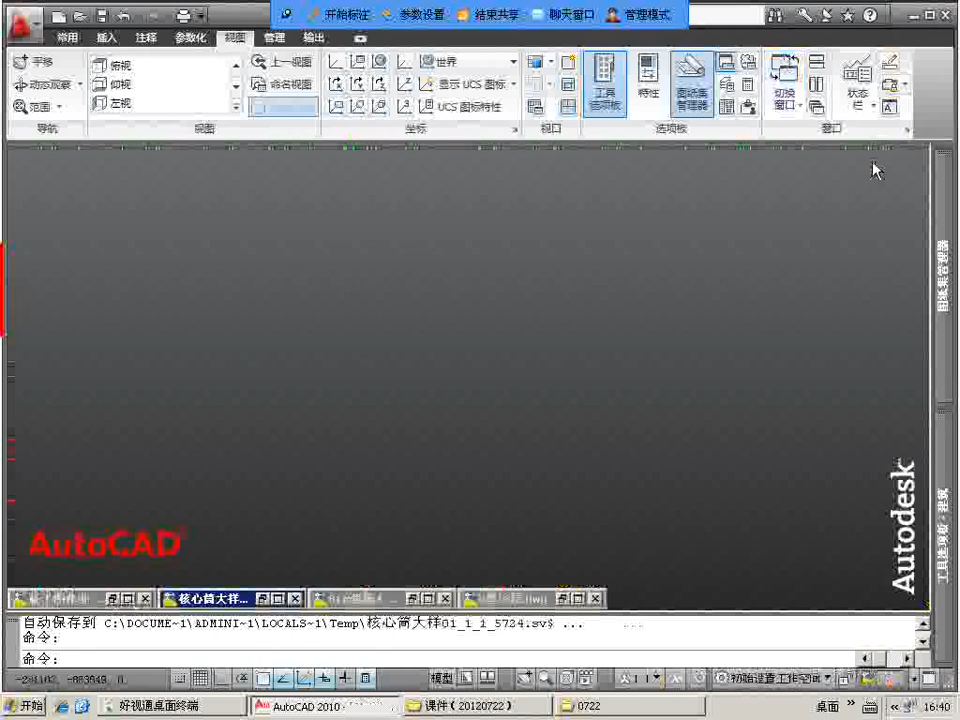 开始标注 参数设置 结束共享 聊天窗口 管理模式
常用 插入 注释 参数化 视图 管理 输出
平移 俯视 上一视图 世界
动态观察 仰视 命名视图 显示 UCS 图标
范围 左视 UCS 图标特性
工具选项板 特性 图纸集管理器 切换窗口 状态栏
导航 视图 坐标 视口 选项板 窗口
图纸集管理器
工具选项板 - 建筑
AutoCAD
Autodesk
核心筒大样...
自动保存到 C:\DOCUME~1\ADMINI~1\LOCALS~1\Temp\核心筒大样01_1_1_5724.sv$ ...
命令:
命令:
模型 初始设置工作空间
开始 好视通桌面终端 AutoCAD 2010 - 课件 (20120722) 0722 桌面 16:40